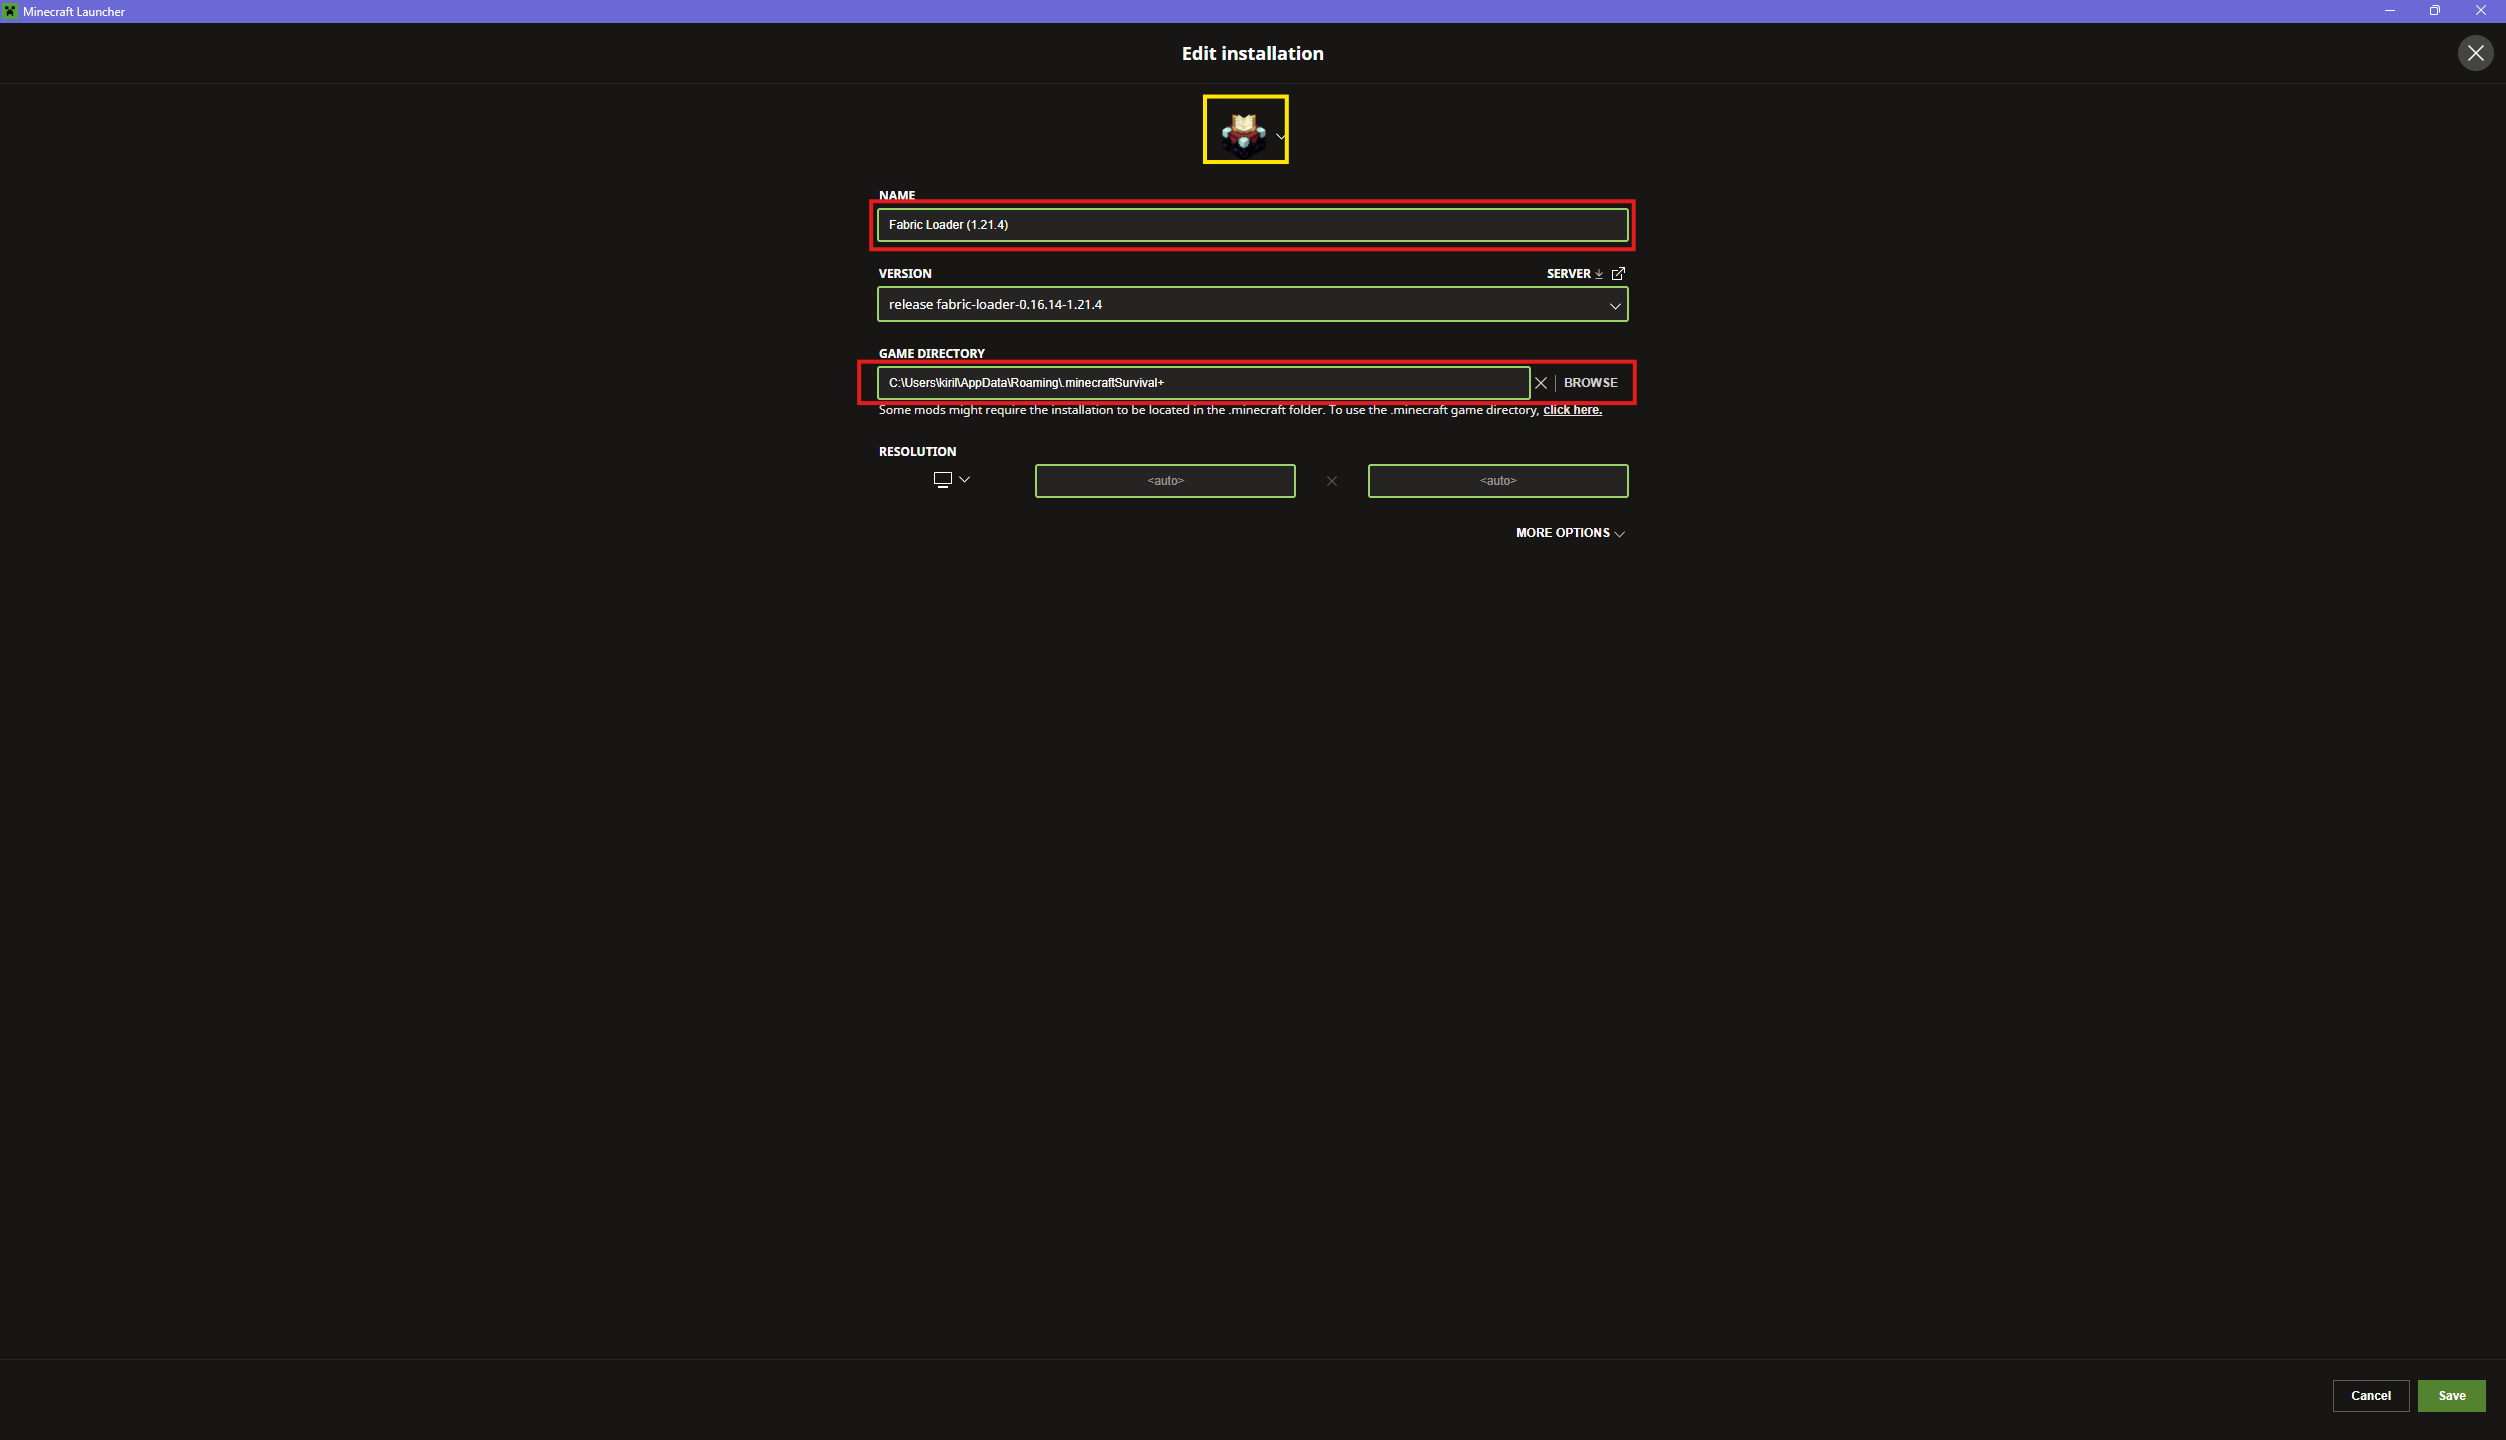 Minecraft Launcher
Edit installation
NAME
Fabric Loader (1.21.4)
VERSION
SERVER
release fabric-loader-0.16.14-1.21.4
GAME DIRECTORY
C:\Users\kiril\AppData\Roaming\.minecraftSurvival+
BROWSE
Some mods might require the installation to be located in the .minecraft folder. To use the .minecraft game directory, click here.
RESOLUTION
<auto>
<auto>
MORE OPTIONS
Cancel
Save